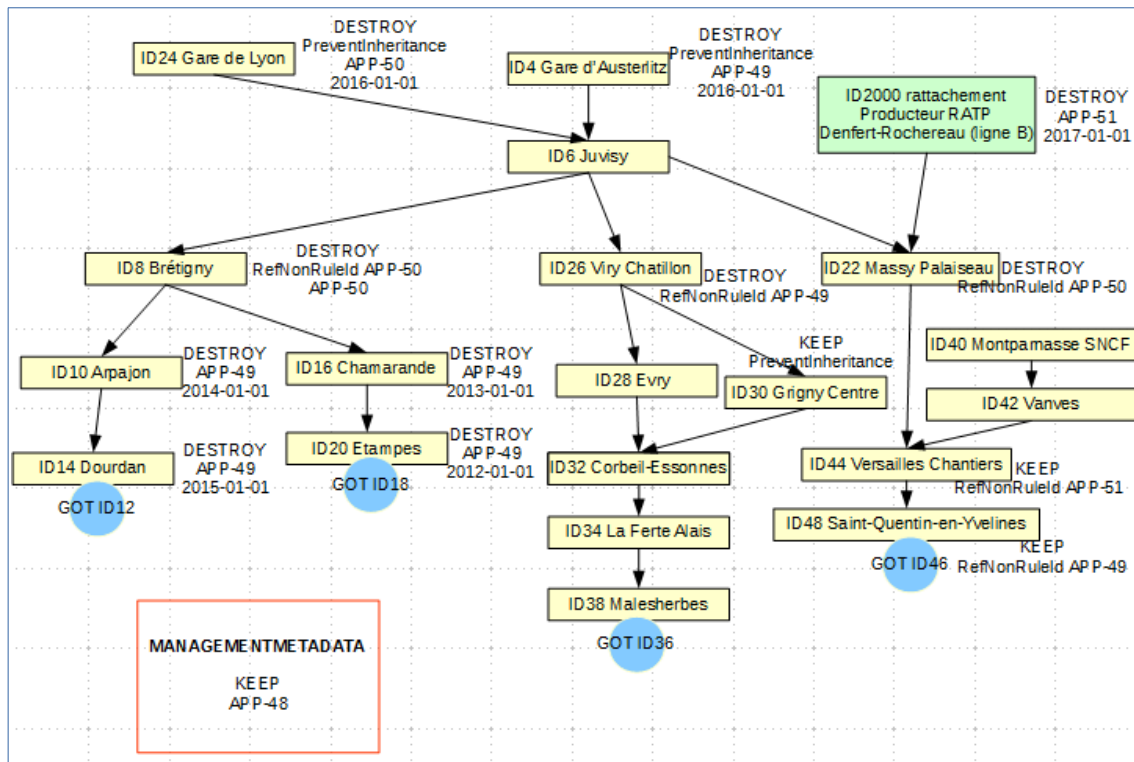 ID24 Gare de Lyon
DESTROY
PreventInheritance
APP-50
2016-01-01
ID4 Gare d'Austerlitz
DESTROY
PreventInheritance
APP-49
2016-01-01
ID2000 rattachement
Producteur RATP
Denfert-Rochereau (ligne B)
DESTROY
APP-51
2017-01-01
ID6 Juvisy
ID8 Brétigny
DESTROY
RefNonRuleId APP-50
APP-50
ID26 Viry Chatillon
DESTROY
RefNonRuleId APP-49
ID22 Massy Palaiseau
DESTROY
RefNonRuleId APP-50
ID10 Arpajon
DESTROY
APP-49
2014-01-01
ID16 Chamarande
DESTROY
APP-49
2013-01-01
ID28 Evry
KEEP
PreventInheritance
ID30 Grigny Centre
ID40 Montparnasse SNCF
ID42 Vanves
ID14 Dourdan
DESTROY
APP-49
2015-01-01
GOT ID12
ID20 Etampes
DESTROY
APP-49
2012-01-01
GOT ID18
ID32 Corbeil-Essonnes
ID44 Versailles Chantiers
KEEP
RefNonRuleId APP-51
ID34 La Ferte Alais
ID48 Saint-Quentin-en-Yvelines
KEEP
RefNonRuleId APP-49
GOT ID46
ID38 Malesherbes
GOT ID36
MANAGEMENTMETADATA
KEEP
APP-48